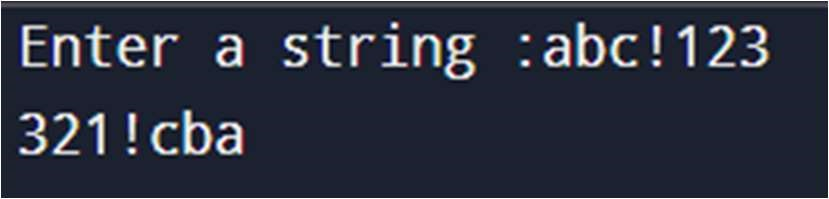 Enter a string :abc!123
321!cba